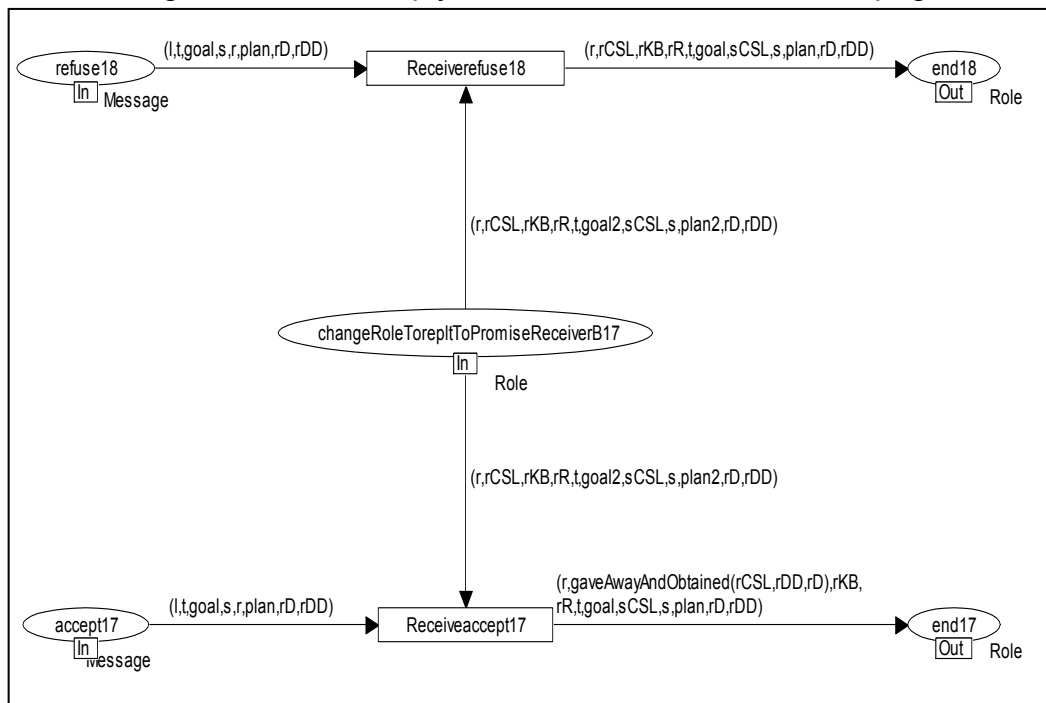 (l,t,goal,s,r,plan,rD,rDD)
(r,rCSL,rKB,rR,t,goal,sCSL,s,plan,rD,rDD)
refuse18
Receiverefuse18
end18
In
Message
Out
Role
(r,rCSL,rKB,rR,t,goal2,sCSL,s,plan2,rD,rDD)
changeRoleTorepltToPromiseReceiverB17
In
Role
(r,rCSL,rKB,rR,t,goal2,sCSL,s,plan2,rD,rDD)
(l,t,goal,s,r,plan,rD,rDD)
(r,gaveAwayAndObtained(rCSL,rDD,rD),rKB,
rR,t,goal,sCSL,s,plan,rD,rDD)
accept17
Receiveaccept17
end17
In
Message
Out
Role